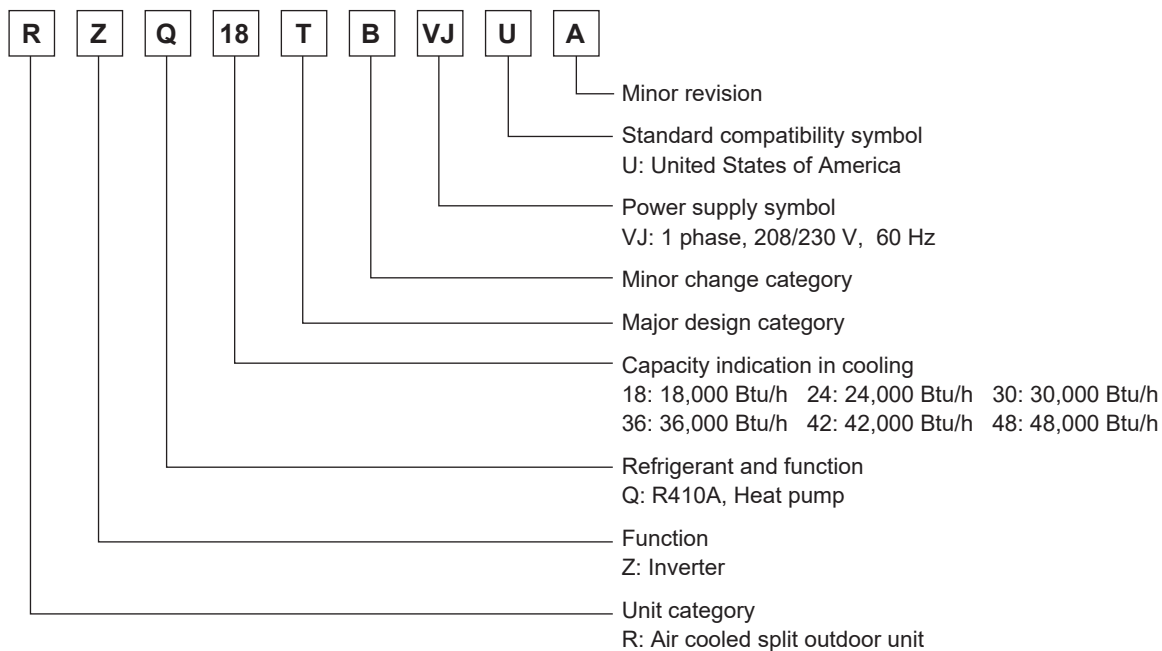 R Z Q 18 T B VJ U A
Minor revision
Standard compatibility symbol
U: United States of America
Power supply symbol
VJ: 1 phase, 208/230 V, 60 Hz
Minor change category
Major design category
Capacity indication in cooling
18: 18,000 Btu/h 24: 24,000 Btu/h 30: 30,000 Btu/h
36: 36,000 Btu/h 42: 42,000 Btu/h 48: 48,000 Btu/h
Refrigerant and function
Q: R410A, Heat pump
Function
Z: Inverter
Unit category
R: Air cooled split outdoor unit